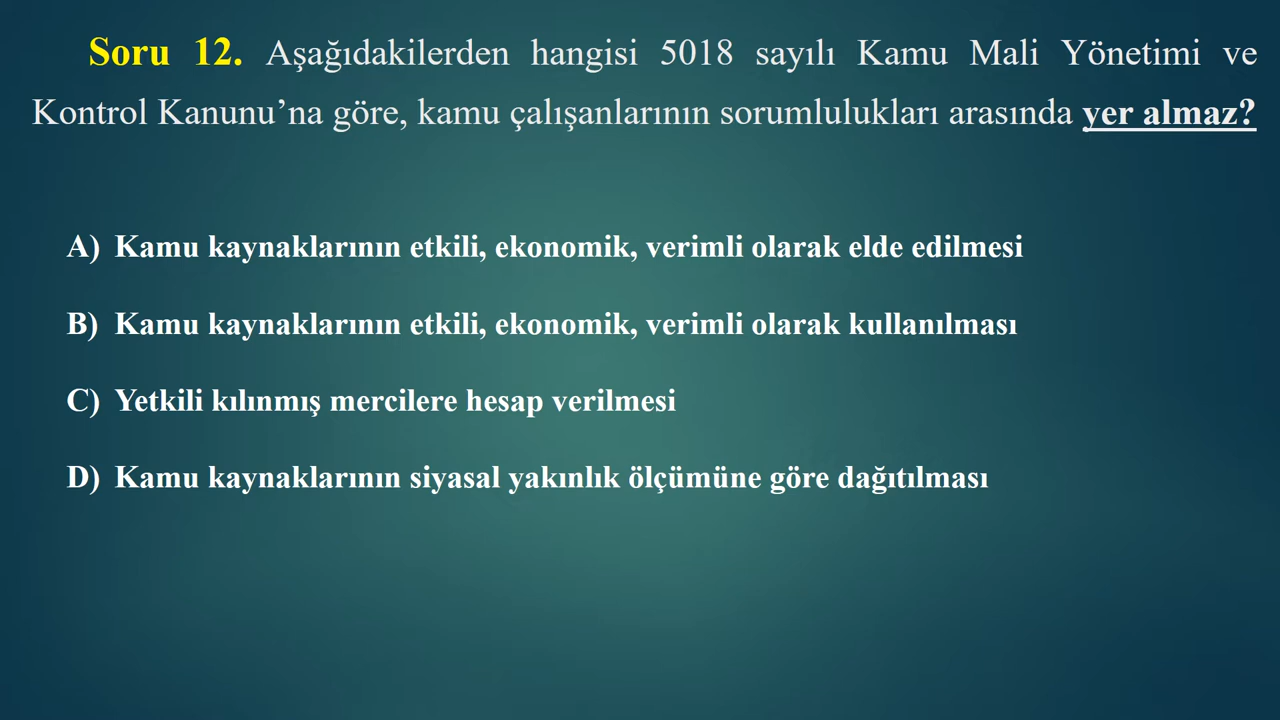 Soru 12. Aşağıdakilerden hangisi 5018 sayılı Kamu Mali Yönetimi ve
Kontrol Kanunu’na göre, kamu çalışanlarının sorumlulukları arasında yer almaz?
A) Kamu kaynaklarının etkili, ekonomik, verimli olarak elde edilmesi
B) Kamu kaynaklarının etkili, ekonomik, verimli olarak kullanılması
C) Yetkili kılınmış mercilere hesap verilmesi
D) Kamu kaynaklarının siyasal yakınlık ölçümüne göre dağıtılması